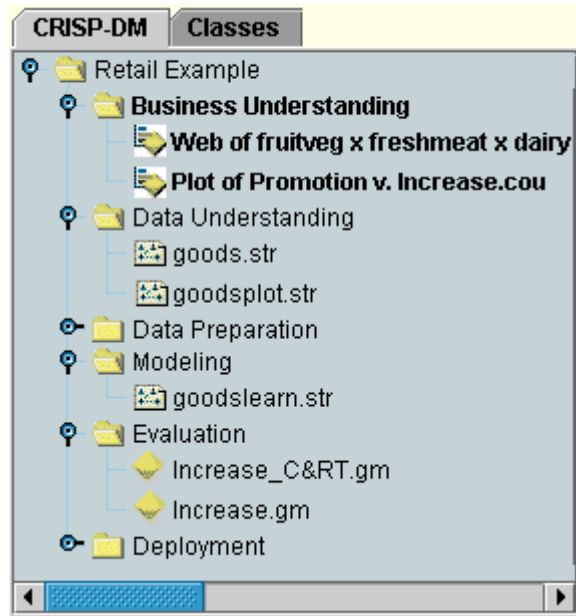 CRISP-DM Classes
Retail Example
Business Understanding
Web of fruitveg x freshmeat x dairy
Plot of Promotion v. Increase.cou
Data Understanding
goods.str
goodsplot.str
Data Preparation
Modeling
goodslearn.str
Evaluation
Increase_C&RT.gm
Increase.gm
Deployment